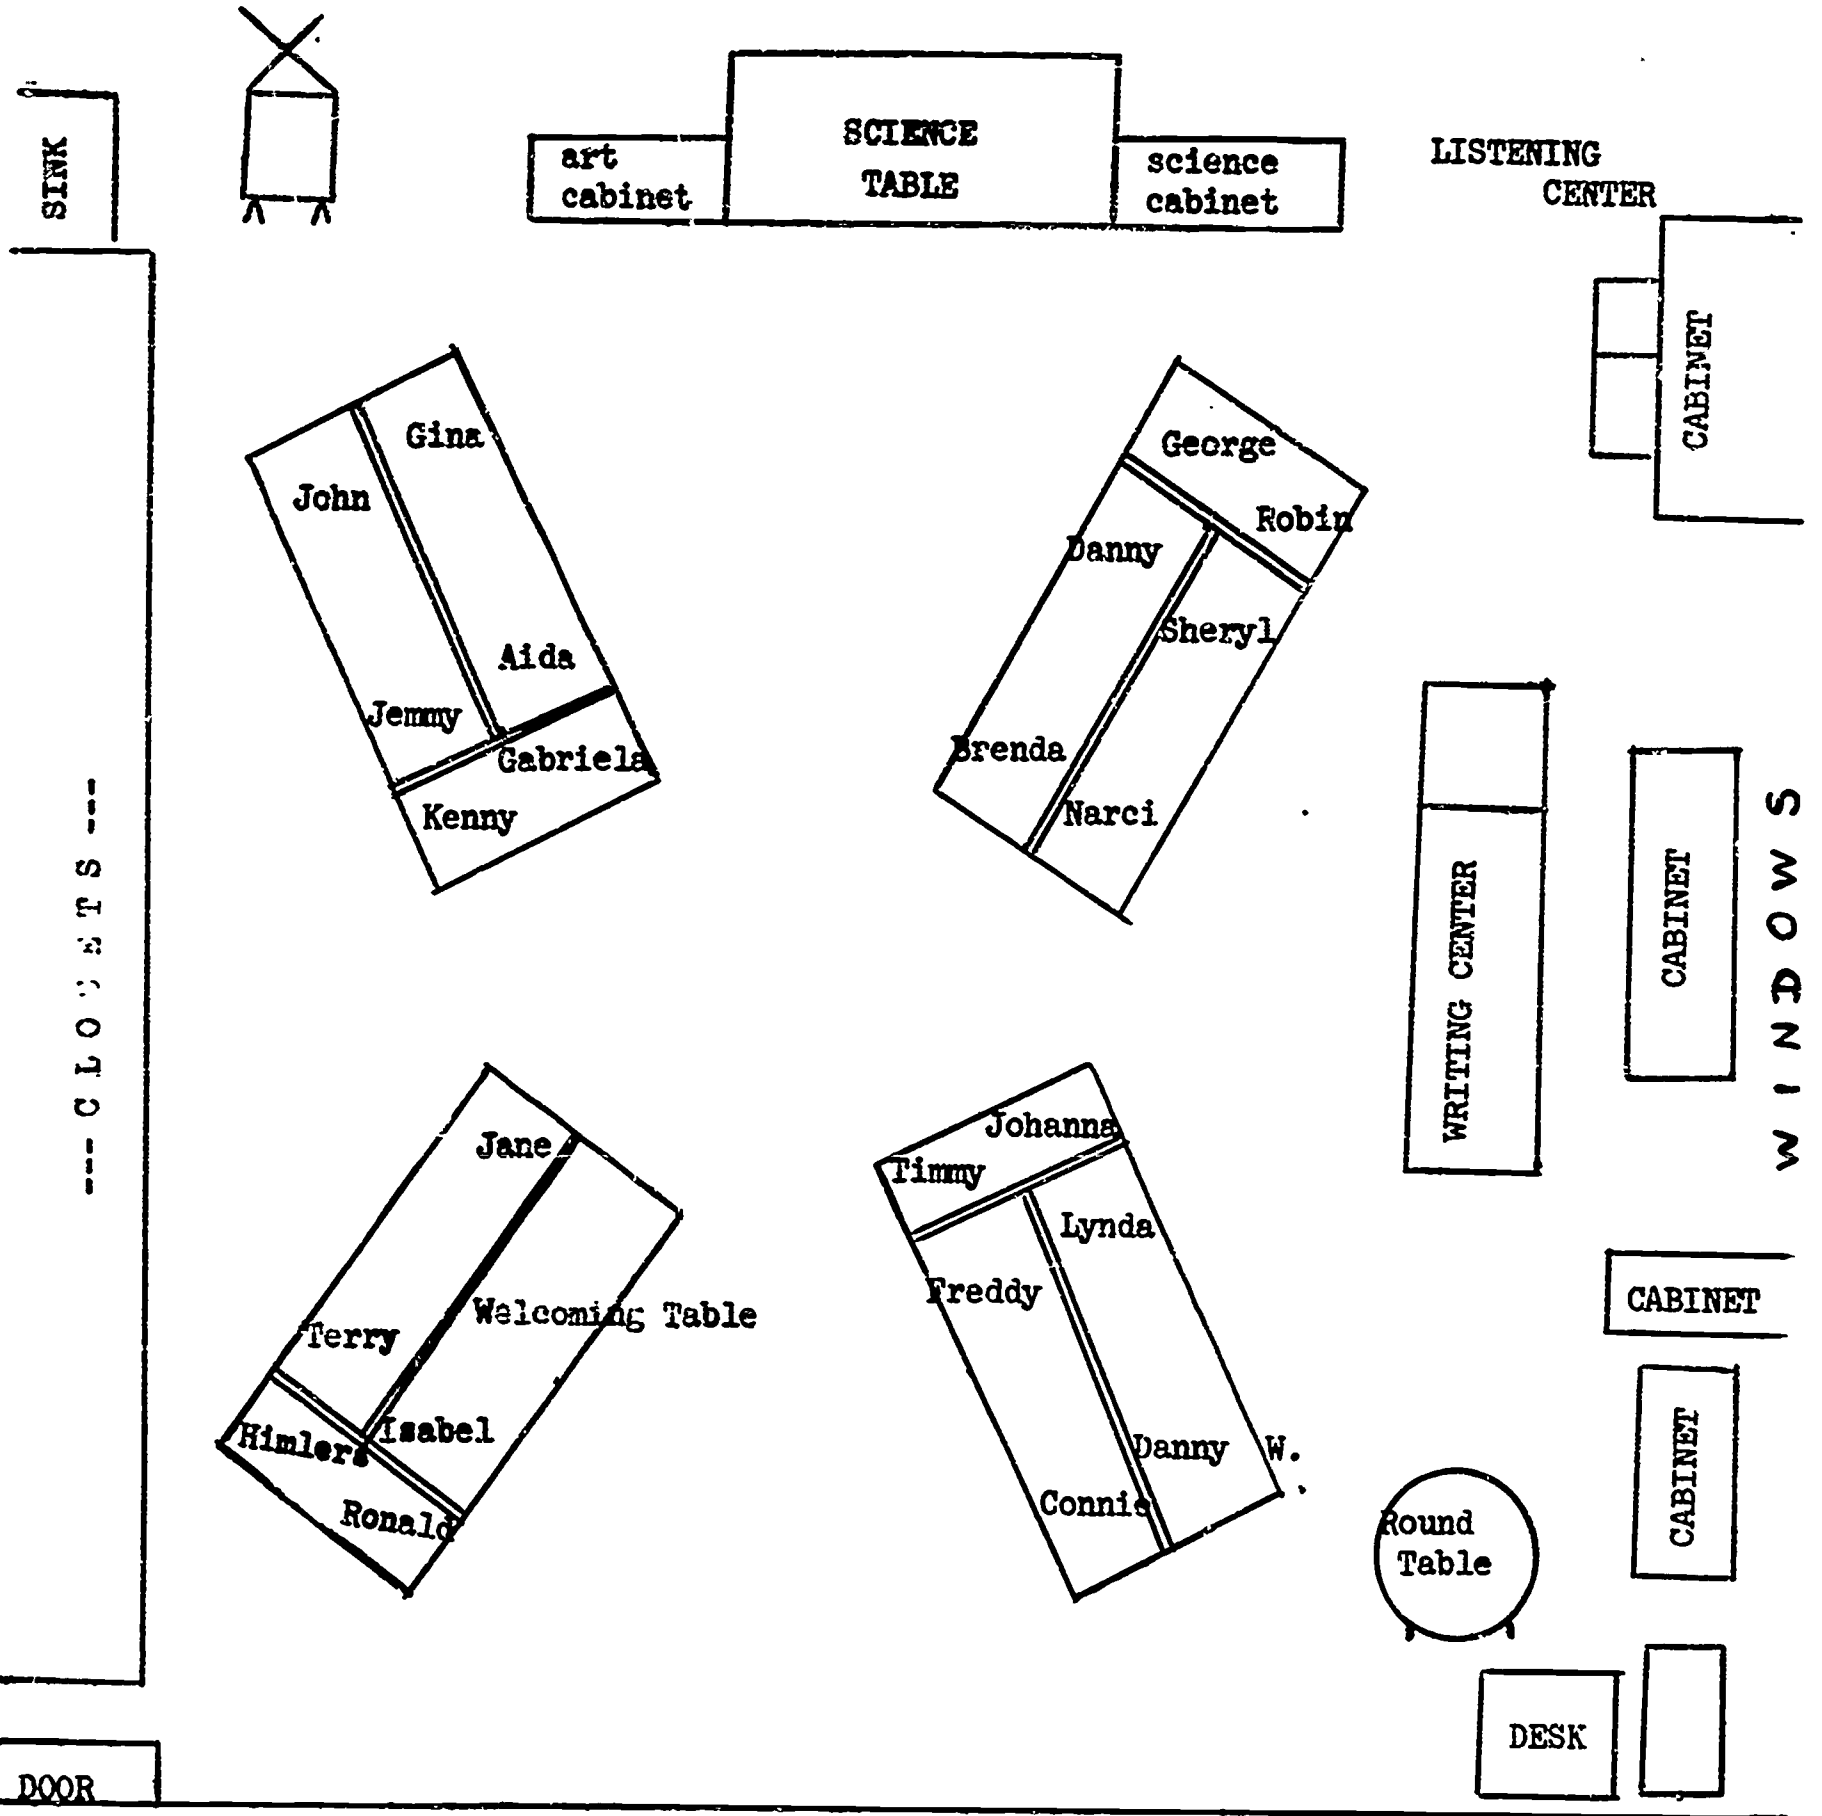 SINK
art
cabinet
SCIENCE
TABLE
science
cabinet
LISTENING
CENTER
CABINET
Gina
John
Aida
Jemmy
Gabriela
Kenny
George
Robin
Danny
Sheryl
Brenda
Narci
--- CLOSETS ---
WRITING CENTER
CABINET
WINDOWS
Jane
Welcoming Table
Terry
Isabel
Himlers
Ronald
Johanna
Timmy
Lynda
Freddy
Danny W.
Connie
CABINET
CABINET
Round
Table
DESK
DOOR